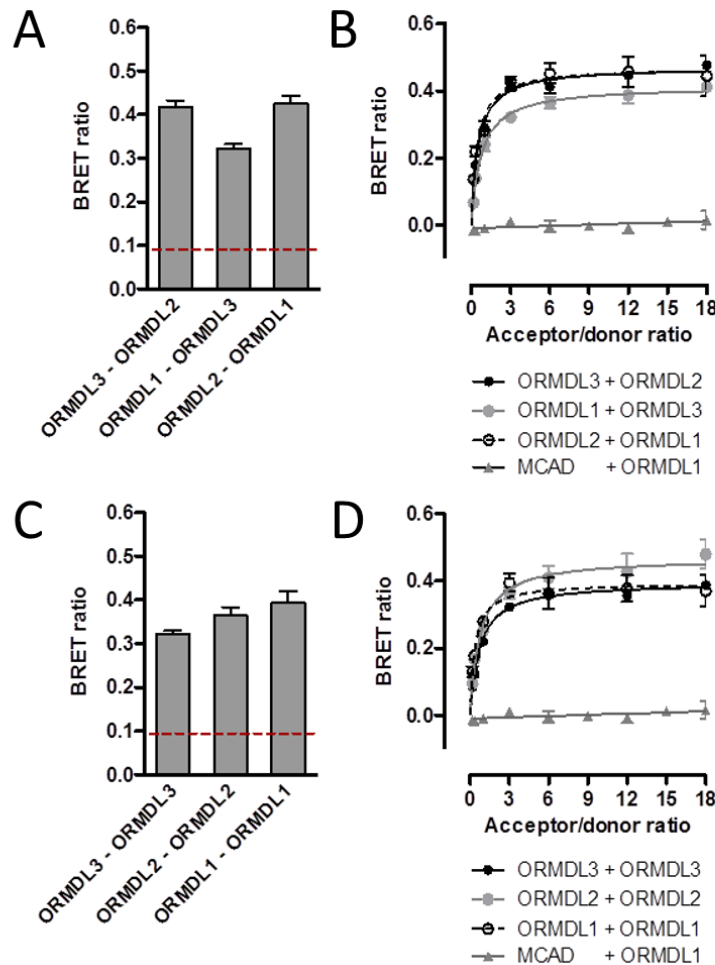 A
B
0.6
0.5
0.4
0.3
0.1
0.0
BRET ratio
ORMDL3 - ORMDL2
ORMDL1 - ORMDL3
ORMDL2 - ORMDL1
0.6
0.4
0.2
0.0
BRET ratio
0 3 6 9 12 15 18
Acceptor/donor ratio
ORMDL3 + ORMDL2
ORMDL1 + ORMDL3
ORMDL2 + ORMDL1
MCAD + ORMDL1
C
D
0.6
0.5
0.4
0.3
0.1
0.0
BRET ratio
ORMDL3 - ORMDL3
ORMDL2 - ORMDL2
ORMDL1 - ORMDL1
0.6
0.4
0.2
0.0
BRET ratio
0 3 6 9 12 15 18
Acceptor/donor ratio
ORMDL3 + ORMDL3
ORMDL2 + ORMDL2
ORMDL1 + ORMDL1
MCAD + ORMDL1